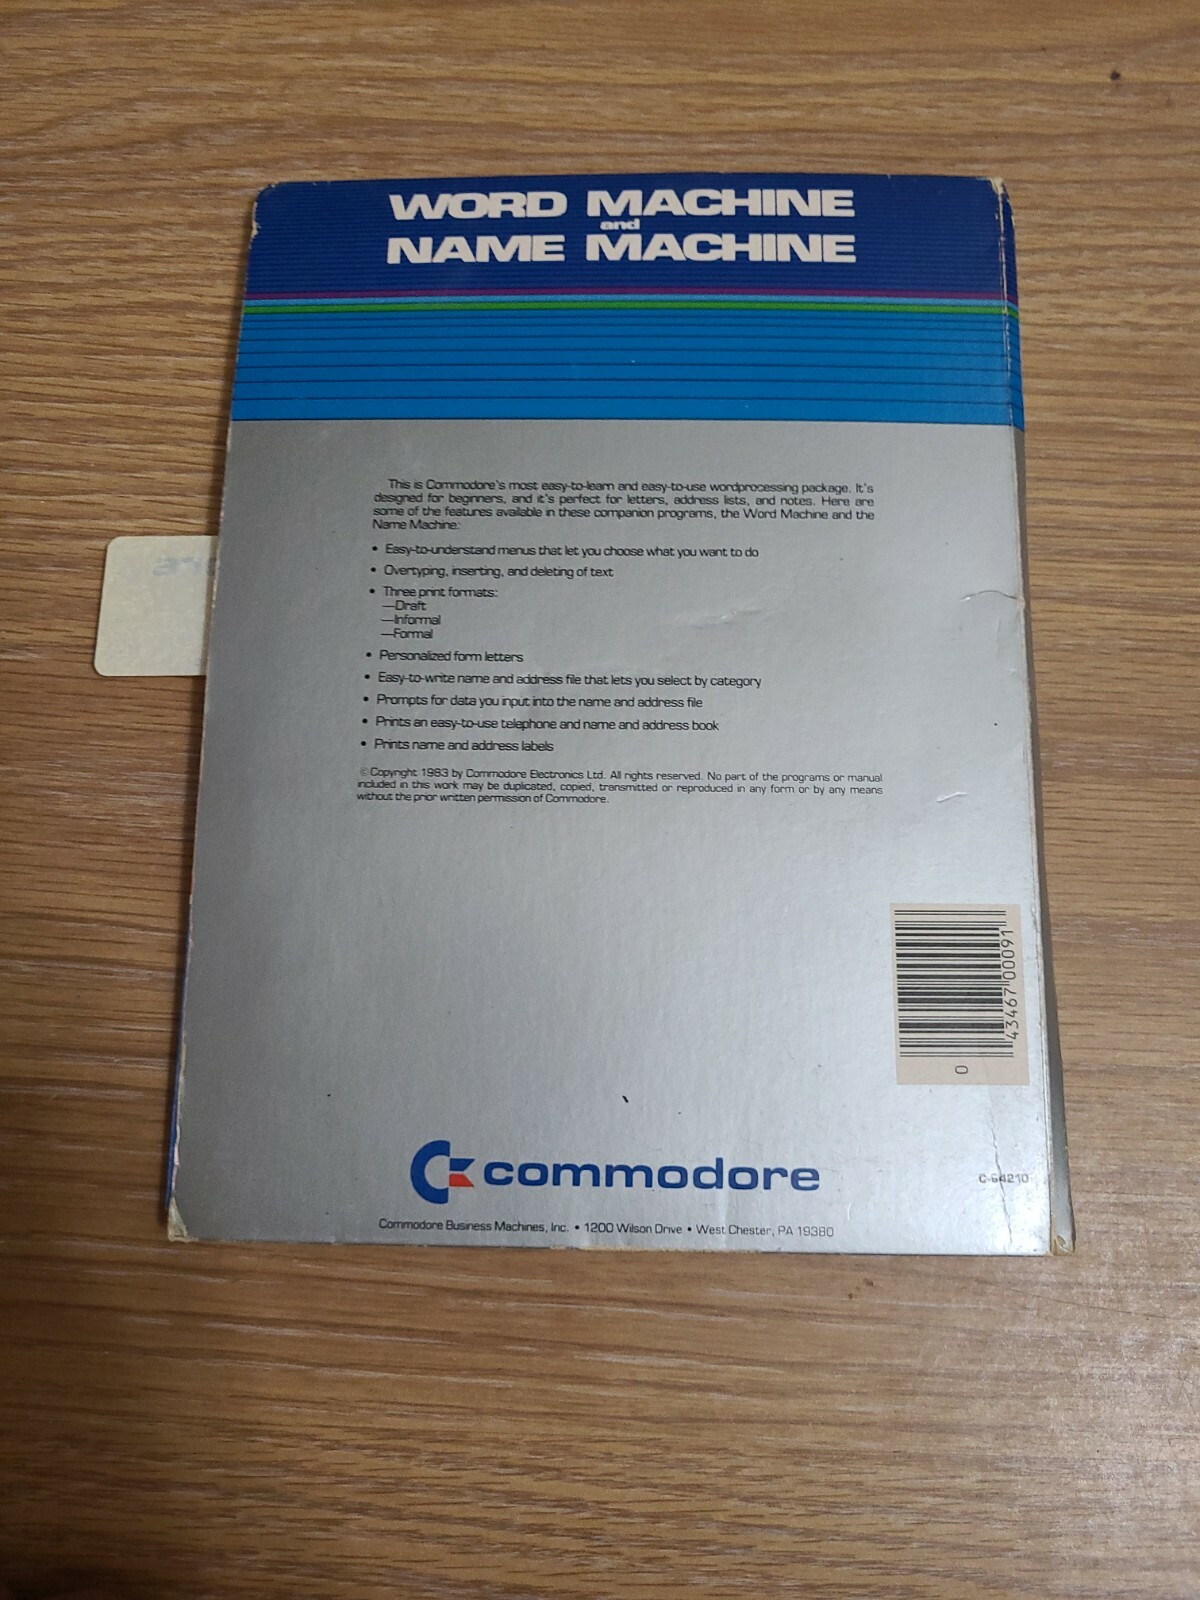 WORD MACHINE
and
NAME MACHINE
This is Commodore's most easy-to-learn and easy-to-use wordprocessing package. It's
designed for beginners, and it's perfect for letters, address lists, and notes. Here are
some of the features available in these companion programs, the Word Machine and the
Name Machine:
• Easy-to-understand menus that let you choose what you want to do
• Overtyping, inserting, and deleting of text
• Three print formats:
—Draft
—Informal
—Formal
• Personalized form letters
• Easy-to-write name and address file that lets you select by category
• Prompts for data you input into the name and address file
• Prints an easy-to-use telephone and name and address book
• Prints name and address labels
©Copyright 1983 by Commodore Electronics Ltd. All rights reserved. No part of the programs or manual
included in this work may be duplicated, copied, transmitted or reproduced in any form or by any means
without the prior written permission of Commodore.
0 43467 00091
commodore
C-64210
Commodore Business Machines, Inc. • 1200 Wilson Drive • West Chester, PA 19380